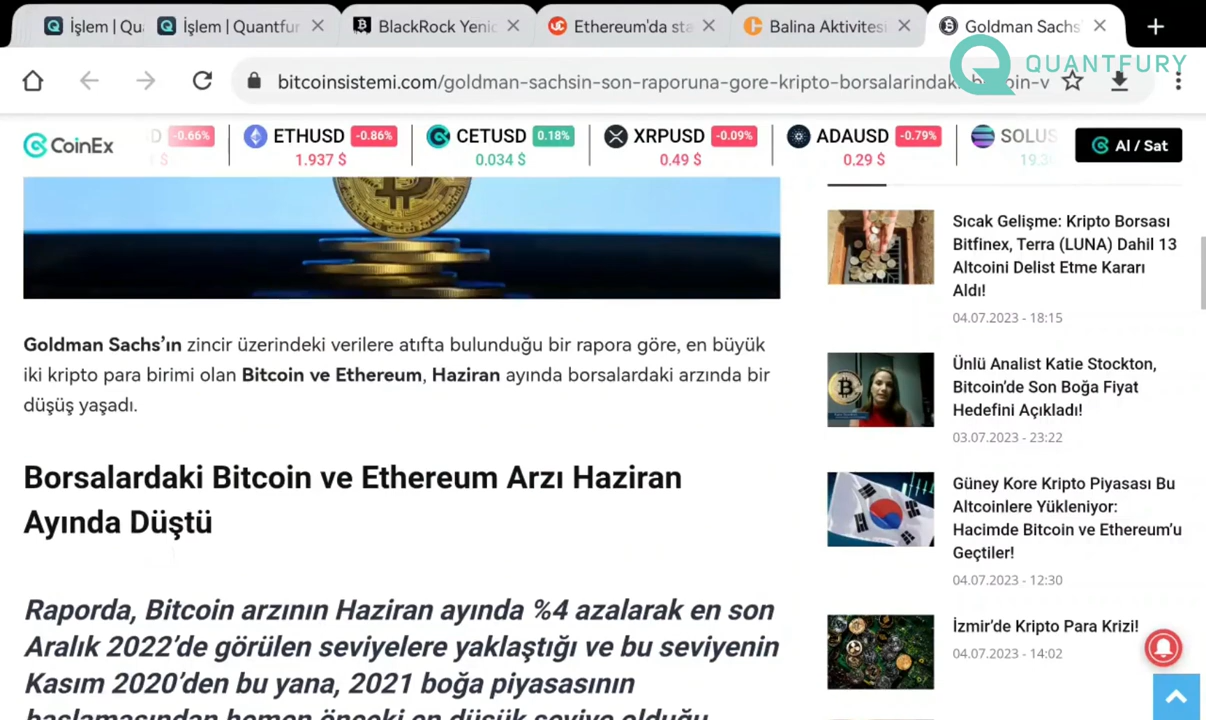 İşlem | Qu
İşlem | Quantfur
BlackRock Yenic
Ethereum'da sta
Balina Aktivitesi
Goldman Sachs'
QUANTFURY
bitcoinsistemi.com/goldman-sachsin-son-raporuna-gore-kripto-borsalarindak
CoinEx
D -0.66%
$
ETHUSD -0.86%
1.937 $
CETUSD 0.18%
0.034 $
XRPUSD -0.09%
0.49 $
ADAUSD -0.79%
0.29 $
SOLUS
Al / Sat
Goldman Sachs’ın zincir üzerindeki verilere atıfta bulunduğu bir rapora göre, en büyük
iki kripto para birimi olan Bitcoin ve Ethereum, Haziran ayında borsalardaki arzında bir
düşüş yaşadı.
Borsalardaki Bitcoin ve Ethereum Arzı Haziran
Ayında Düştü
Raporda, Bitcoin arzının Haziran ayında %4 azalarak en son
Aralık 2022’de görülen seviyelere yaklaştığı ve bu seviyenin
Kasım 2020’den bu yana, 2021 boğa piyasasının
başlamasından hemen önceki en düşük seviye olduğu
Sıcak Gelişme: Kripto Borsası
Bitfinex, Terra (LUNA) Dahil 13
Altcoini Delist Etme Kararı
Aldı!
04.07.2023 - 18:15
Ünlü Analist Katie Stockton,
Bitcoin’de Son Boğa Fiyat
Hedefini Açıkladı!
03.07.2023 - 23:22
Güney Kore Kripto Piyasası Bu
Altcoinlere Yükleniyor:
Hacimde Bitcoin ve Ethereum’u
Geçtiler!
04.07.2023 - 12:30
İzmir’de Kripto Para Krizi!
04.07.2023 - 14:02